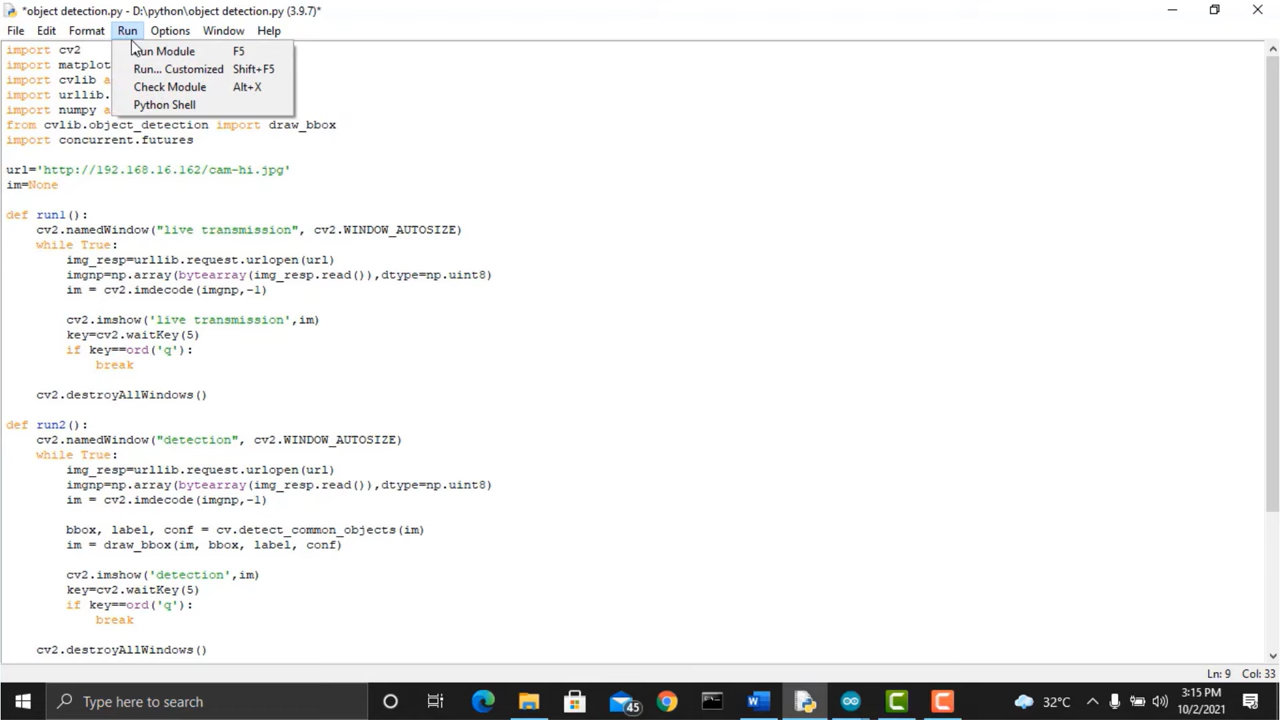 *object detection.py - D:\python\object detection.py (3.9.7)*
File Edit Format Run Options Window Help
import cv2
Run Module F5
import matplot
Run... Customized Shift+F5
import cvlib a
Check Module Alt+X
import urllib.
Python Shell
import numpy a
from cvlib.object_detection import draw_bbox
import concurrent.futures
url='http://192.168.16.162/cam-hi.jpg'
im=None
def run1():
cv2.namedWindow("live transmission", cv2.WINDOW_AUTOSIZE)
while True:
img_resp=urllib.request.urlopen(url)
imgnp=np.array(bytearray(img_resp.read()),dtype=np.uint8)
im = cv2.imdecode(imgnp,-1)
cv2.imshow('live transmission',im)
key=cv2.waitKey(5)
if key==ord('q'):
break
cv2.destroyAllWindows()
def run2():
cv2.namedWindow("detection", cv2.WINDOW_AUTOSIZE)
while True:
img_resp=urllib.request.urlopen(url)
imgnp=np.array(bytearray(img_resp.read()),dtype=np.uint8)
im = cv2.imdecode(imgnp,-1)
bbox, label, conf = cv.detect_common_objects(im)
im = draw_bbox(im, bbox, label, conf)
cv2.imshow('detection',im)
key=cv2.waitKey(5)
if key==ord('q'):
break
cv2.destroyAllWindows()
Ln: 9 Col: 33
Type here to search
45
32°C
3:15 PM
10/2/2021